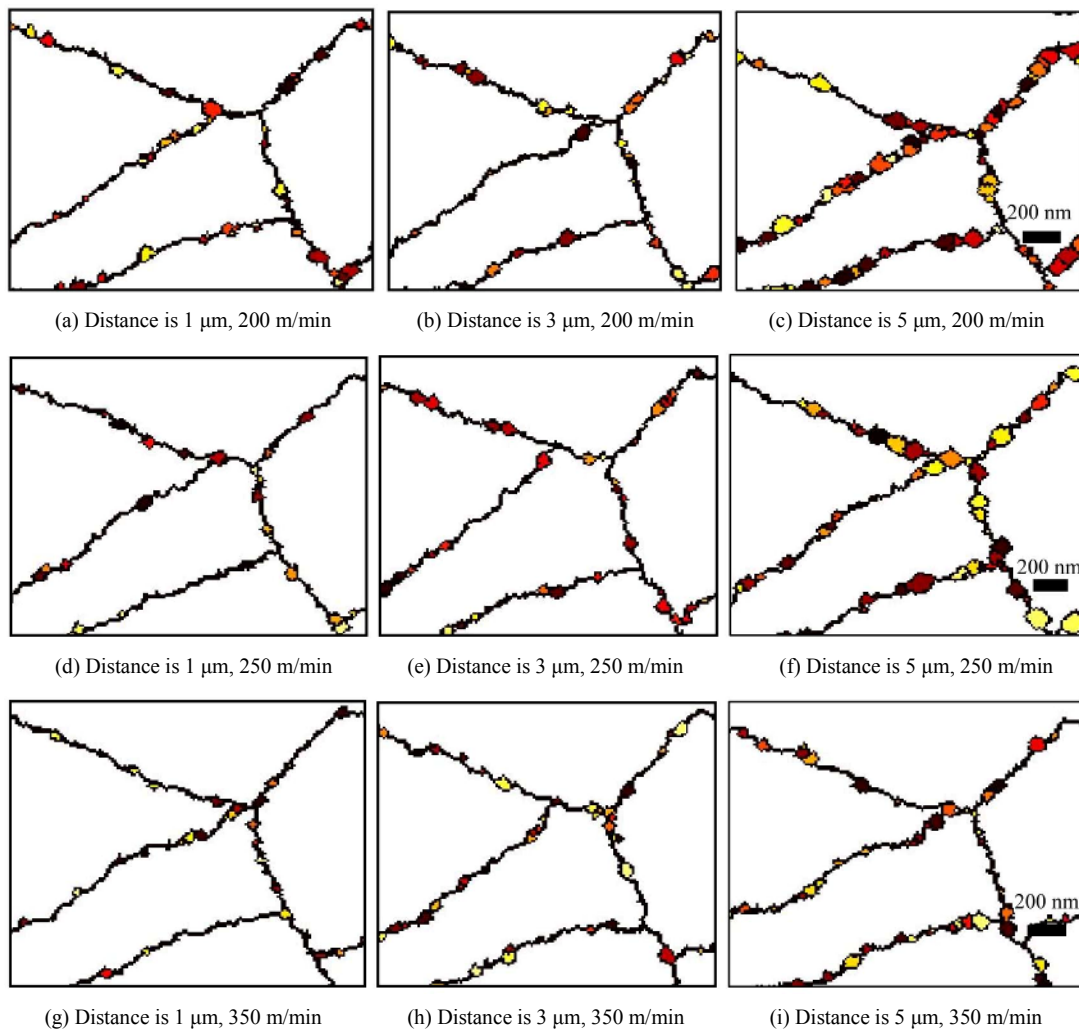 200 nm
(a) Distance is 1 μm, 200 m/min
(b) Distance is 3 μm, 200 m/min
(c) Distance is 5 μm, 200 m/min
200 nm
(d) Distance is 1 μm, 250 m/min
(e) Distance is 3 μm, 250 m/min
(f) Distance is 5 μm, 250 m/min
200 nm
(g) Distance is 1 μm, 350 m/min
(h) Distance is 3 μm, 350 m/min
(i) Distance is 5 μm, 350 m/min